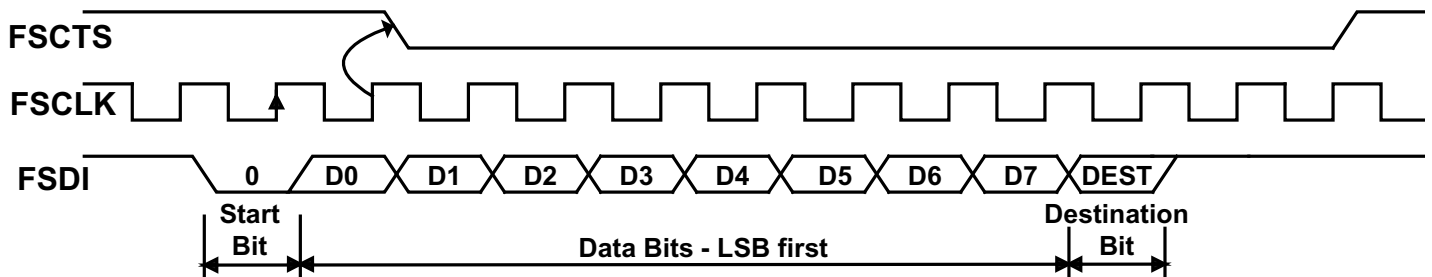 FSCTS
FSCLK
FSDI
0 D0 D1 D2 D3 D4 D5 D6 D7 DEST
Start
Bit
Data Bits - LSB first
Destination
Bit